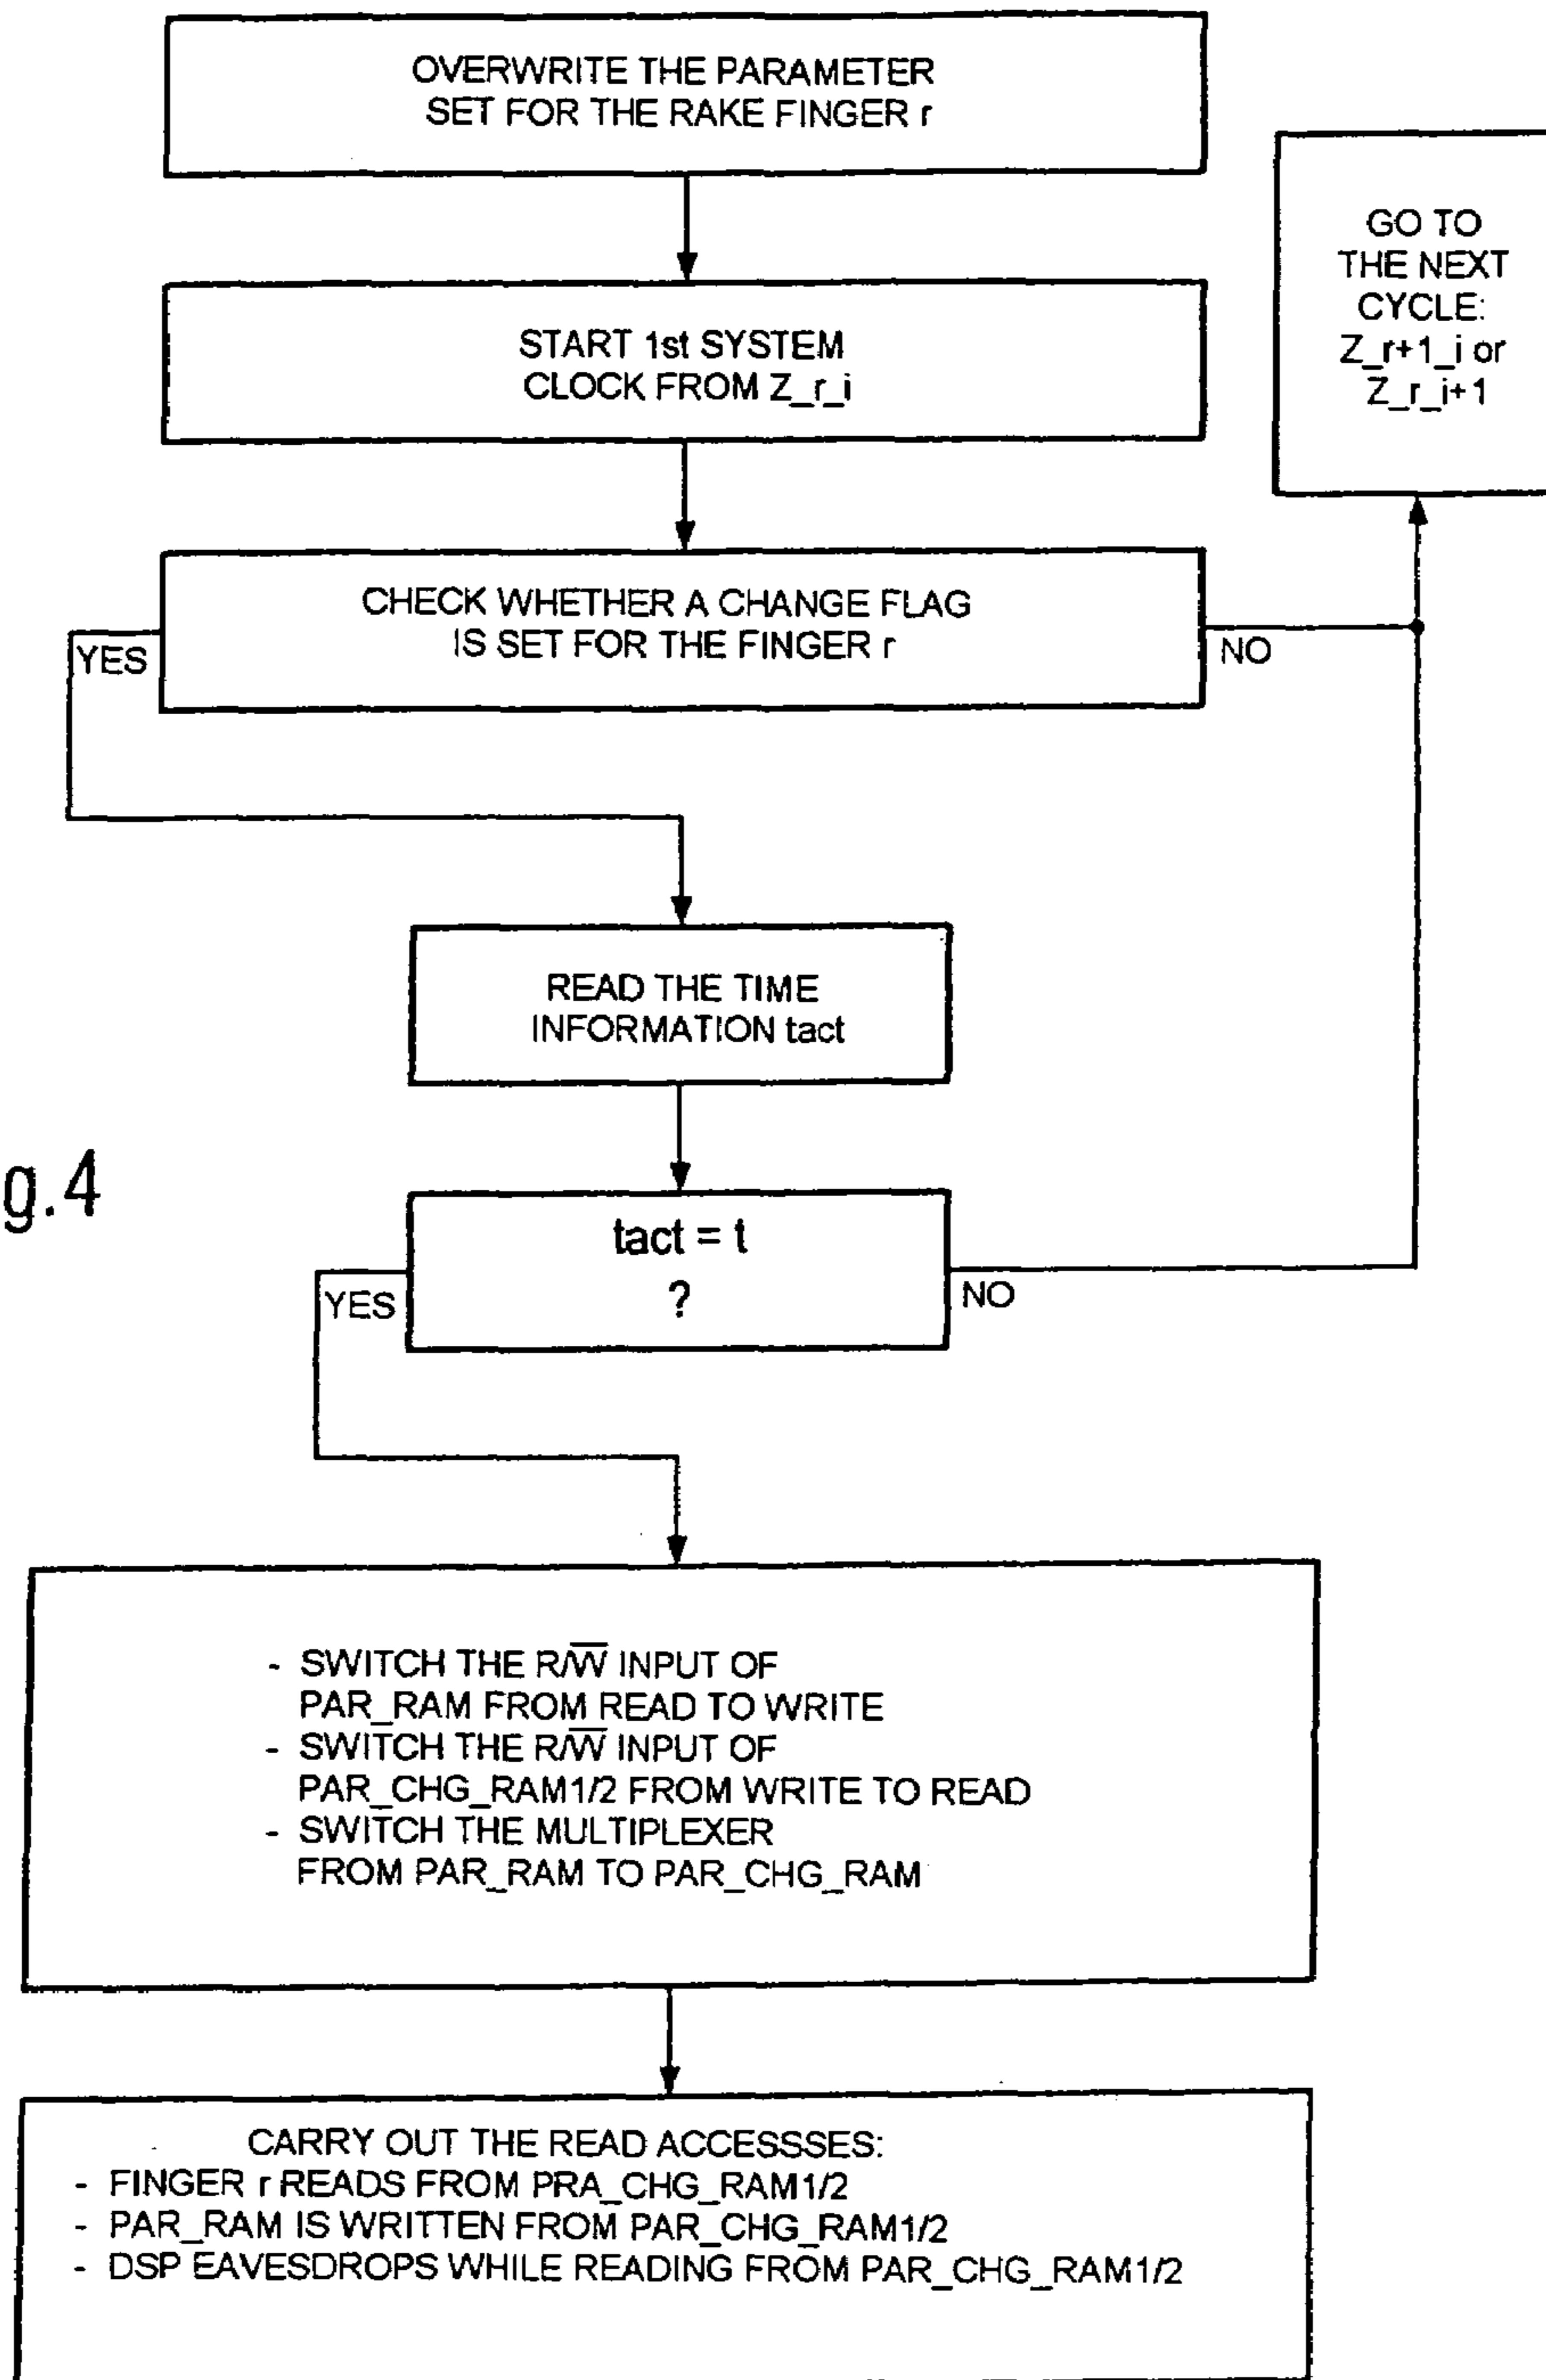 OVERWRITE THE PARAMETER
SET FOR THE RAKE FINGER r
START 1st SYSTEM
CLOCK FROM Z_r_i
GO TO
THE NEXT
CYCLE:
Z_r+1_i or
Z_r_i+1
CHECK WHETHER A CHANGE FLAG
IS SET FOR THE FINGER r
YES
NO
READ THE TIME
INFORMATION tact
g.4
tact = t
?
YES
NO
- SWITCH THE R/W̅ INPUT OF
PAR_RAM FROM READ TO WRITE
- SWITCH THE R/W̅ INPUT OF
PAR_CHG_RAM1/2 FROM WRITE TO READ
- SWITCH THE MULTIPLEXER
FROM PAR_RAM TO PAR_CHG_RAM
CARRY OUT THE READ ACCESSSES:
- FINGER r READS FROM PRA_CHG_RAM1/2
- PAR_RAM IS WRITTEN FROM PAR_CHG_RAM1/2
- DSP EAVESDROPS WHILE READING FROM PAR_CHG_RAM1/2